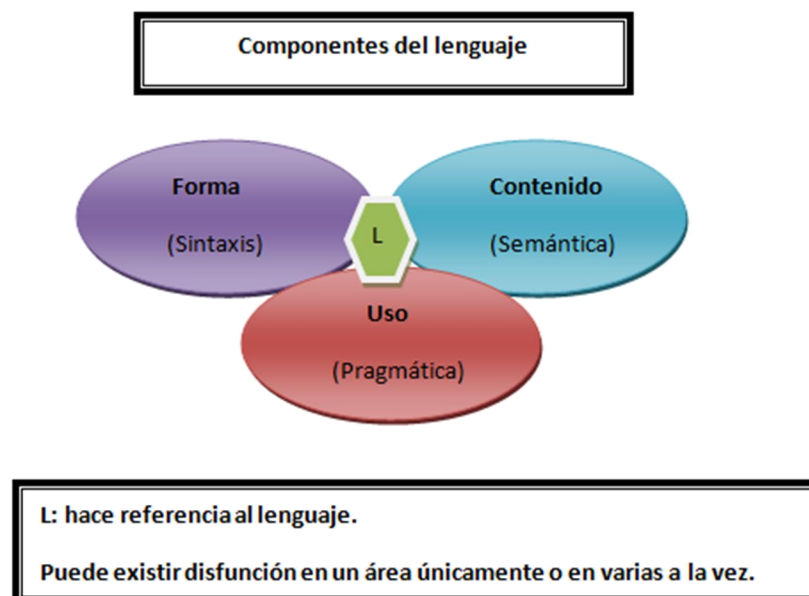 Componentes del lenguaje
Forma
(Sintaxis)
Contenido
(Semántica)
L
Uso
(Pragmática)
L: hace referencia al lenguaje.
Puede existir disfunción en un área únicamente o en varias a la vez.